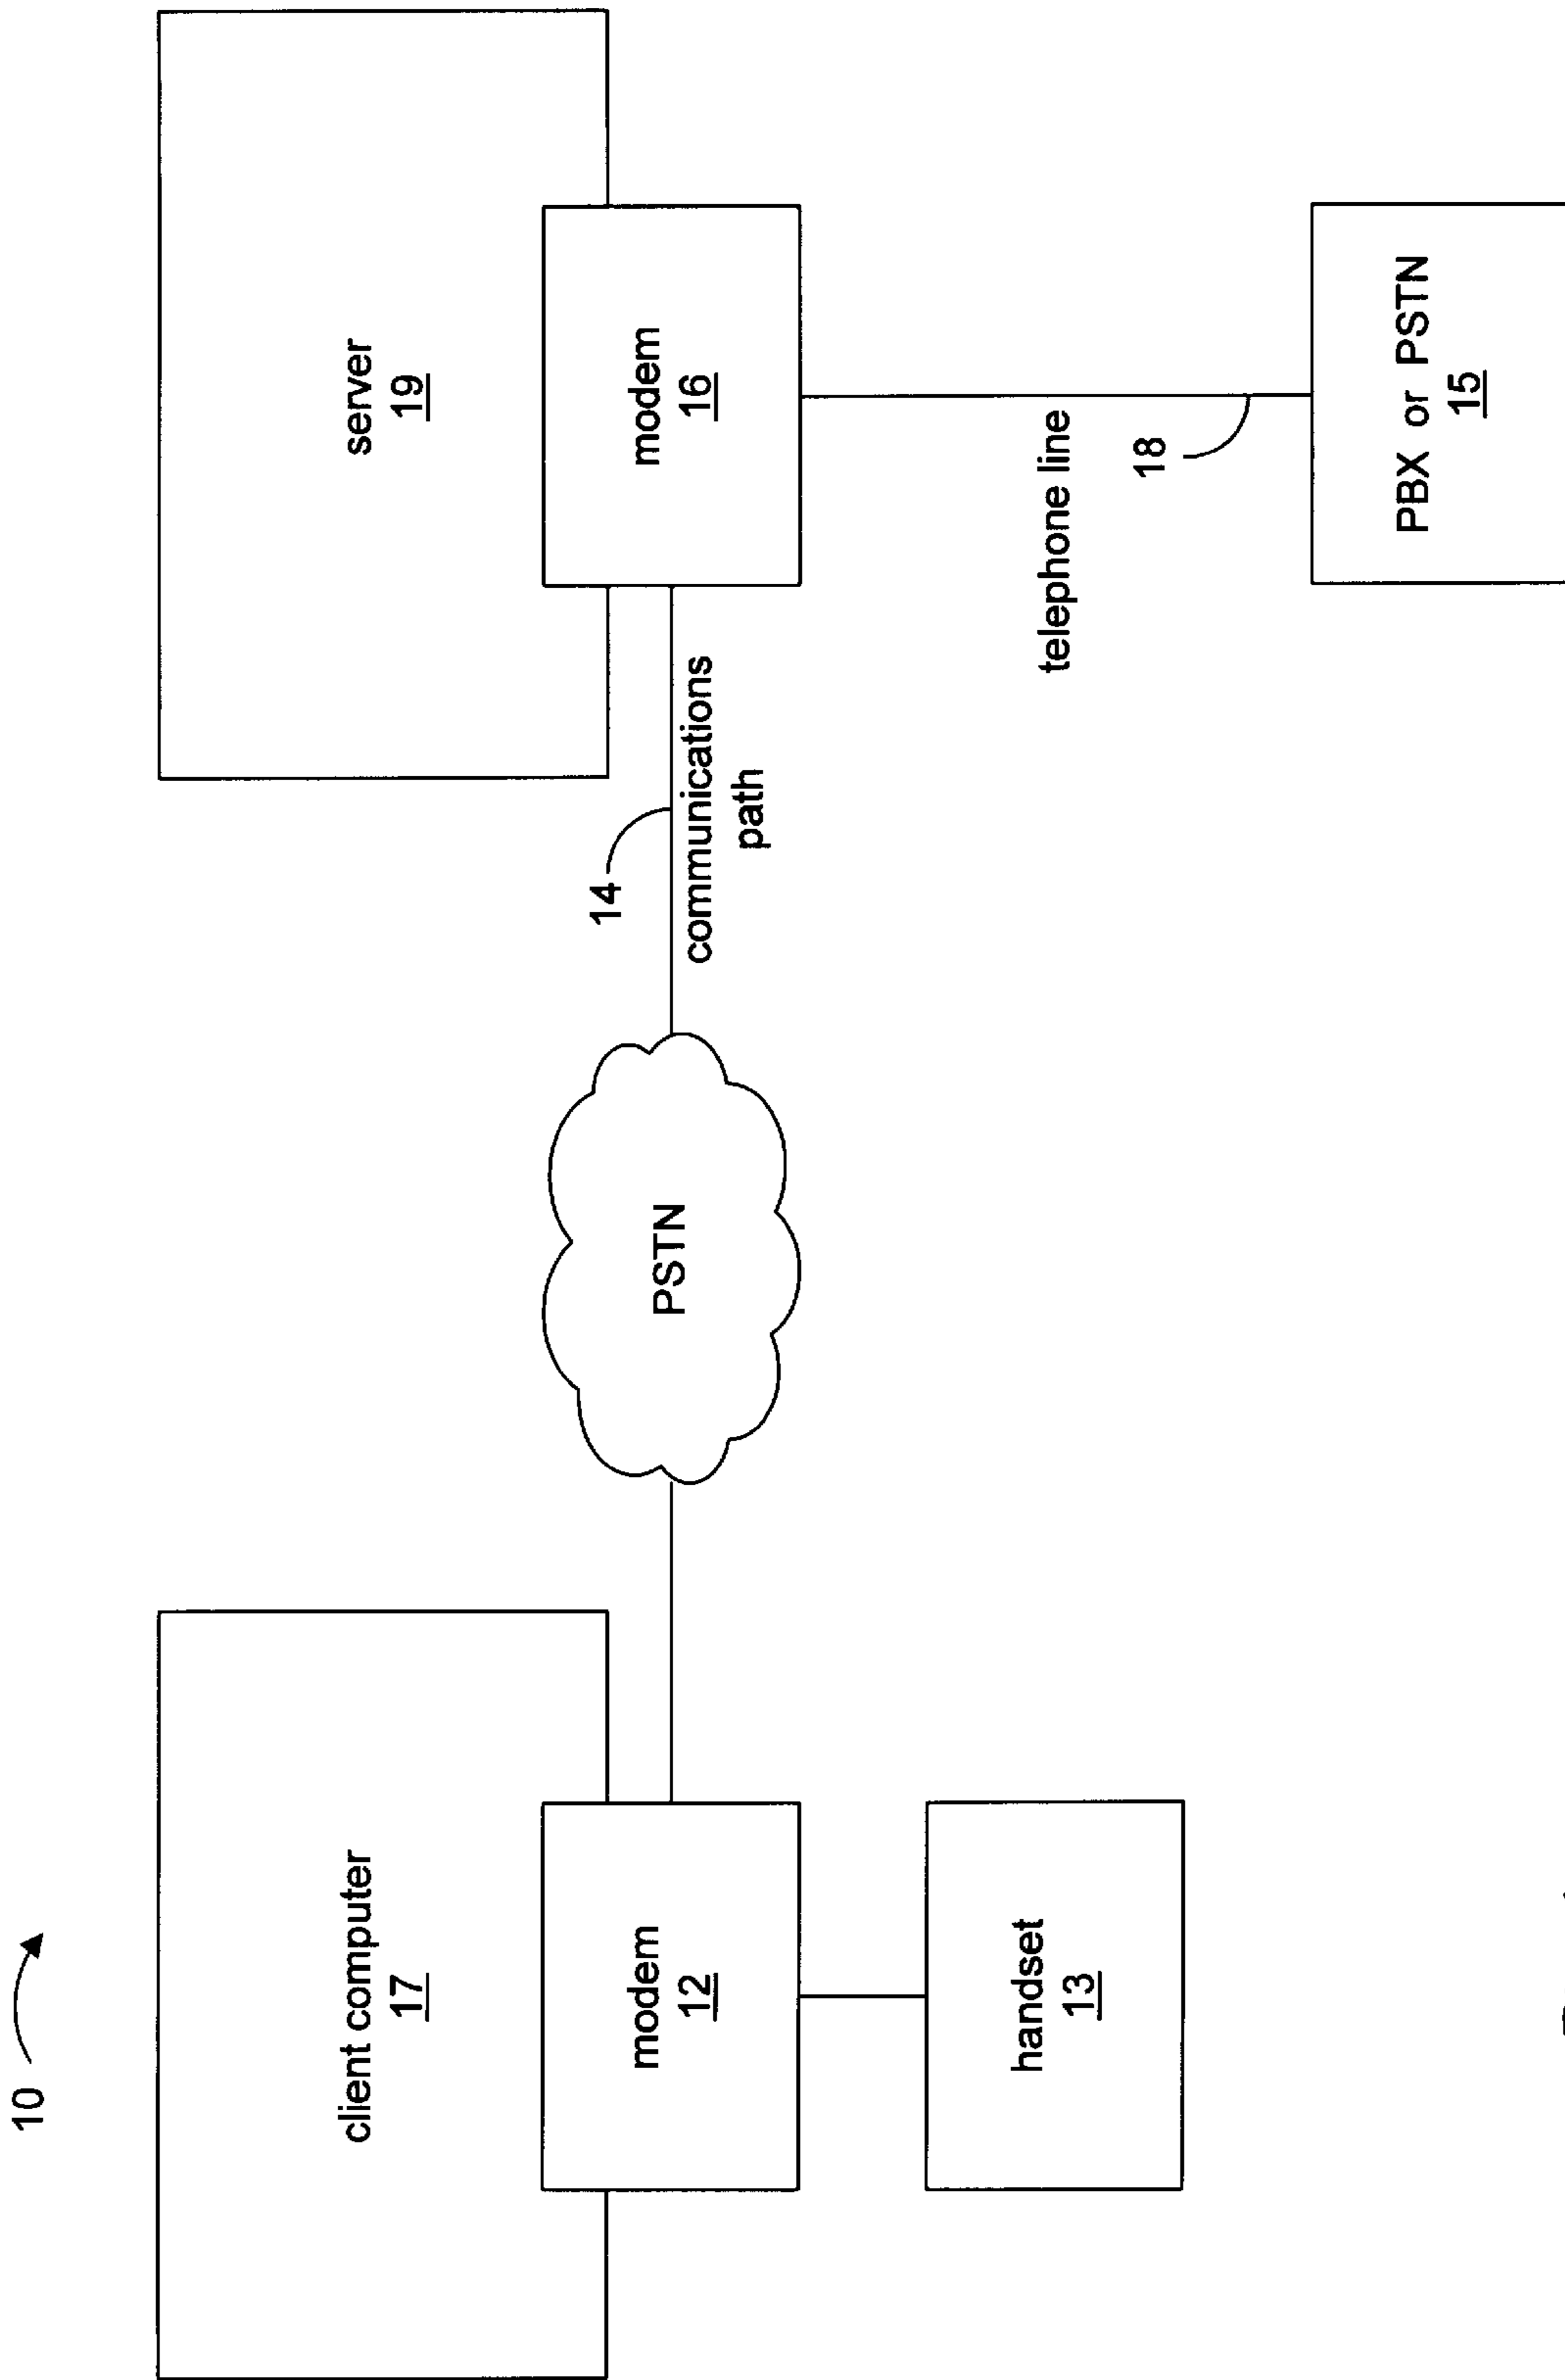 10
client computer
17
modem
12
handset
13
PSTN
14
communications
path
server
19
modem
16
telephone line
18
PBX or PSTN
15